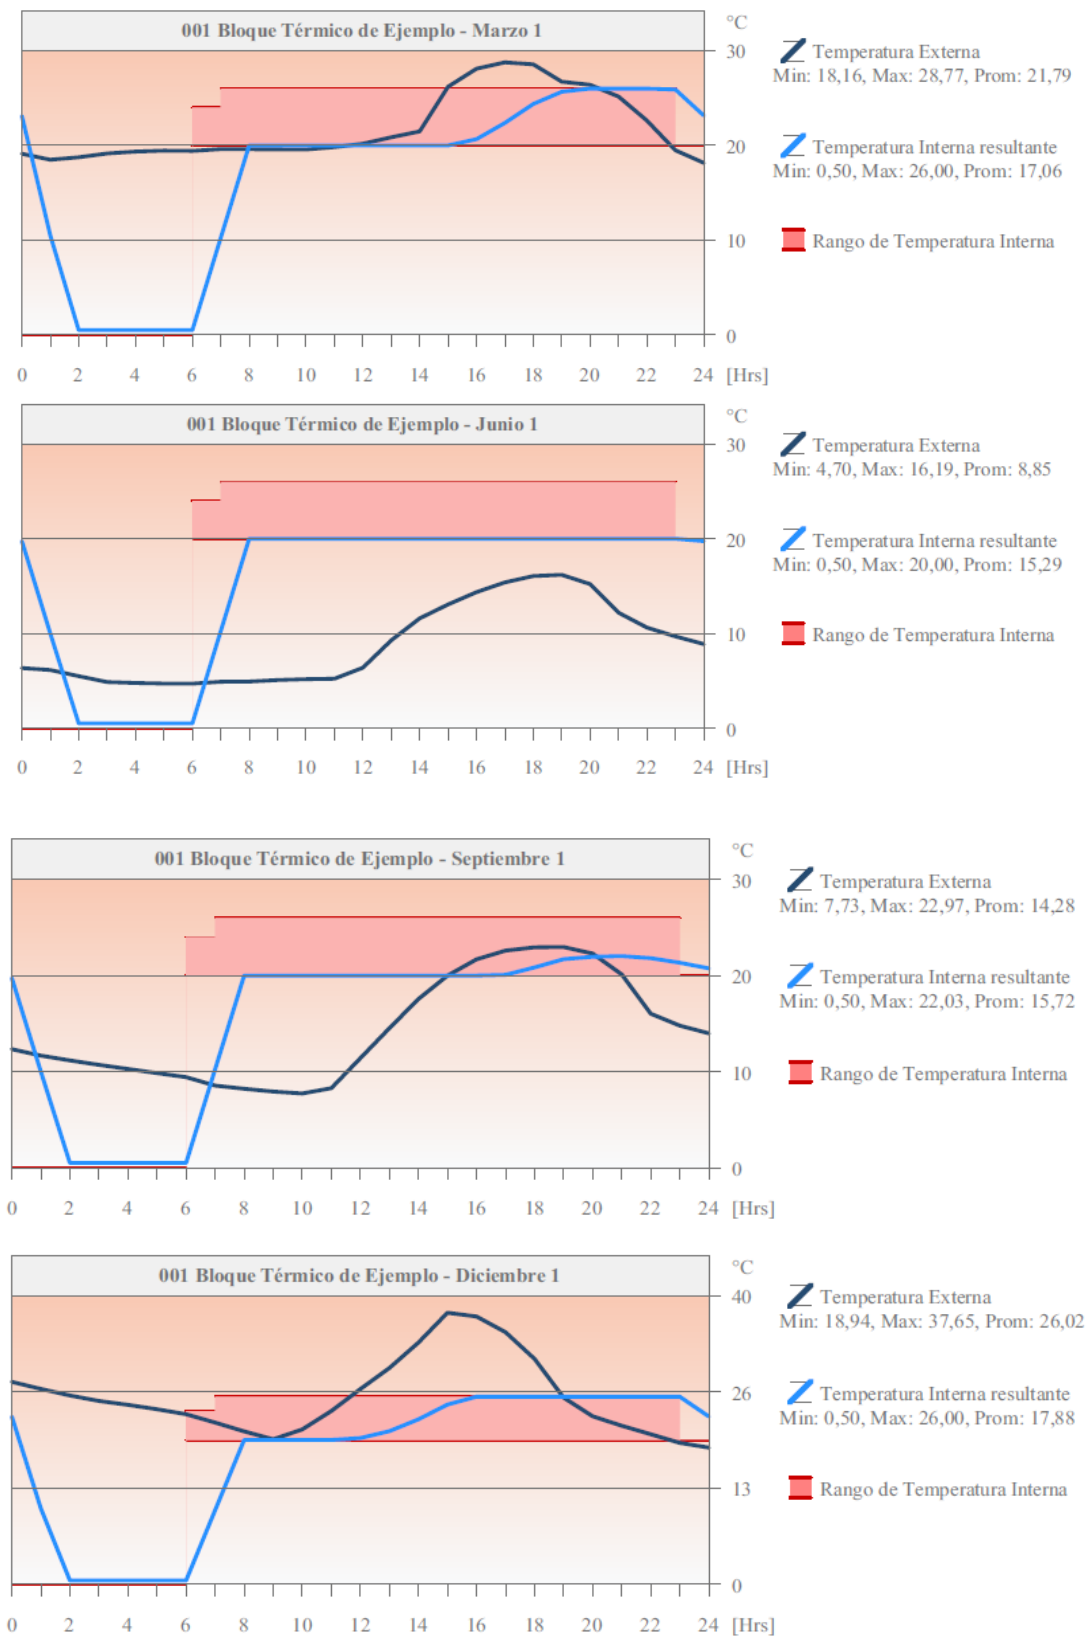 001 Bloque Térmico de Ejemplo - Marzo 1
°C
30
20
10
0
0 2 4 6 8 10 12 14 16 18 20 22 24 [Hrs]
Temperatura Externa
Min: 18,16, Max: 28,77, Prom: 21,79
Temperatura Interna resultante
Min: 0,50, Max: 26,00, Prom: 17,06
Rango de Temperatura Interna
001 Bloque Térmico de Ejemplo - Junio 1
°C
30
20
10
0
0 2 4 6 8 10 12 14 16 18 20 22 24 [Hrs]
Temperatura Externa
Min: 4,70, Max: 16,19, Prom: 8,85
Temperatura Interna resultante
Min: 0,50, Max: 20,00, Prom: 15,29
Rango de Temperatura Interna
001 Bloque Térmico de Ejemplo - Septiembre 1
°C
30
20
10
0
0 2 4 6 8 10 12 14 16 18 20 22 24 [Hrs]
Temperatura Externa
Min: 7,73, Max: 22,97, Prom: 14,28
Temperatura Interna resultante
Min: 0,50, Max: 22,03, Prom: 15,72
Rango de Temperatura Interna
001 Bloque Térmico de Ejemplo - Diciembre 1
°C
40
26
13
0
0 2 4 6 8 10 12 14 16 18 20 22 24 [Hrs]
Temperatura Externa
Min: 18,94, Max: 37,65, Prom: 26,02
Temperatura Interna resultante
Min: 0,50, Max: 26,00, Prom: 17,88
Rango de Temperatura Interna